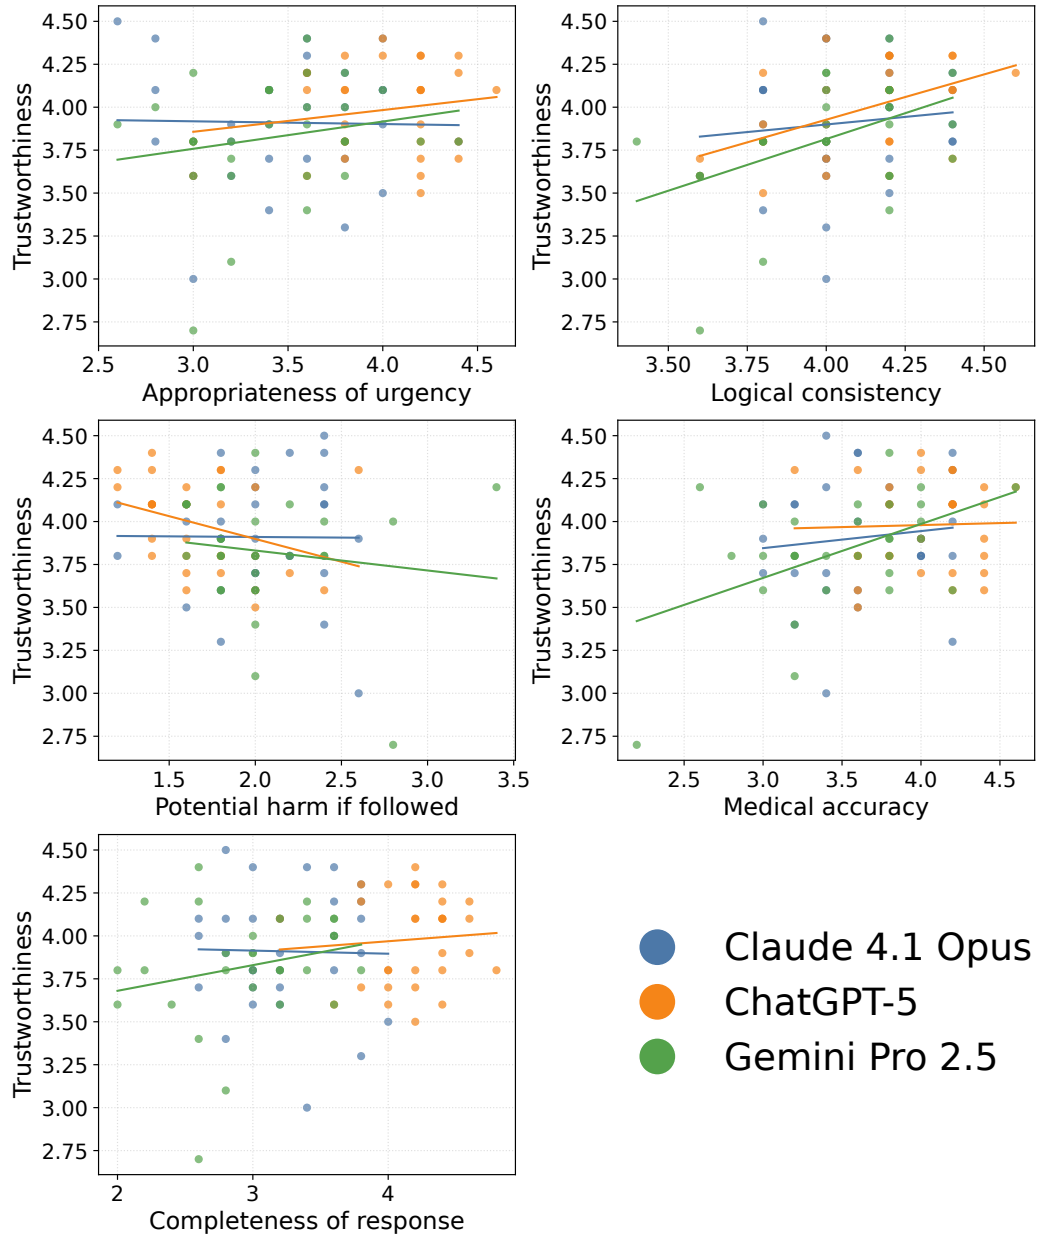 4.50
4.25
4.00
3.75
3.50
3.25
3.00
2.75
Trustworthiness
2.5 3.0 3.5 4.0 4.5
Appropriateness of urgency
4.50
4.25
4.00
3.75
3.50
3.25
3.00
2.75
Trustworthiness
3.50 3.75 4.00 4.25 4.50
Logical consistency
4.50
4.25
4.00
3.75
3.50
3.25
3.00
2.75
Trustworthiness
1.5 2.0 2.5 3.0 3.5
Potential harm if followed
4.50
4.25
4.00
3.75
3.50
3.25
3.00
2.75
Trustworthiness
2.5 3.0 3.5 4.0 4.5
Medical accuracy
4.50
4.25
4.00
3.75
3.50
3.25
3.00
2.75
Trustworthiness
2 3 4
Completeness of response
Claude 4.1 Opus
ChatGPT-5
Gemini Pro 2.5